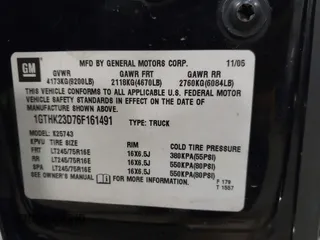 GM
MFD BY GENERAL MOTORS CORP. 11/05
GVWR GAWR FRT GAWR RR
4173KG(9200LB) 2118KG(4670LB) 2760KG(6084LB)
THIS VEHICLE CONFORMS TO ALL APPLICABLE U.S. FEDERAL
MOTOR VEHICLE SAFETY STANDARDS IN EFFECT ON THE DATE OF
MANUFACTURE SHOWN ABOVE.
1GTHK23D76F161491 TYPE: TRUCK
MODEL: K25743
TIRE SIZE RIM COLD TIRE PRESSURE
FRT LT245/75R16E 16X6.5J 380KPA(55PSI)
RR LT245/75R16E 16X6.5J 550KPA(80PSI)
LT245/75R16E 16X6.5J 550KPA(80PSI)